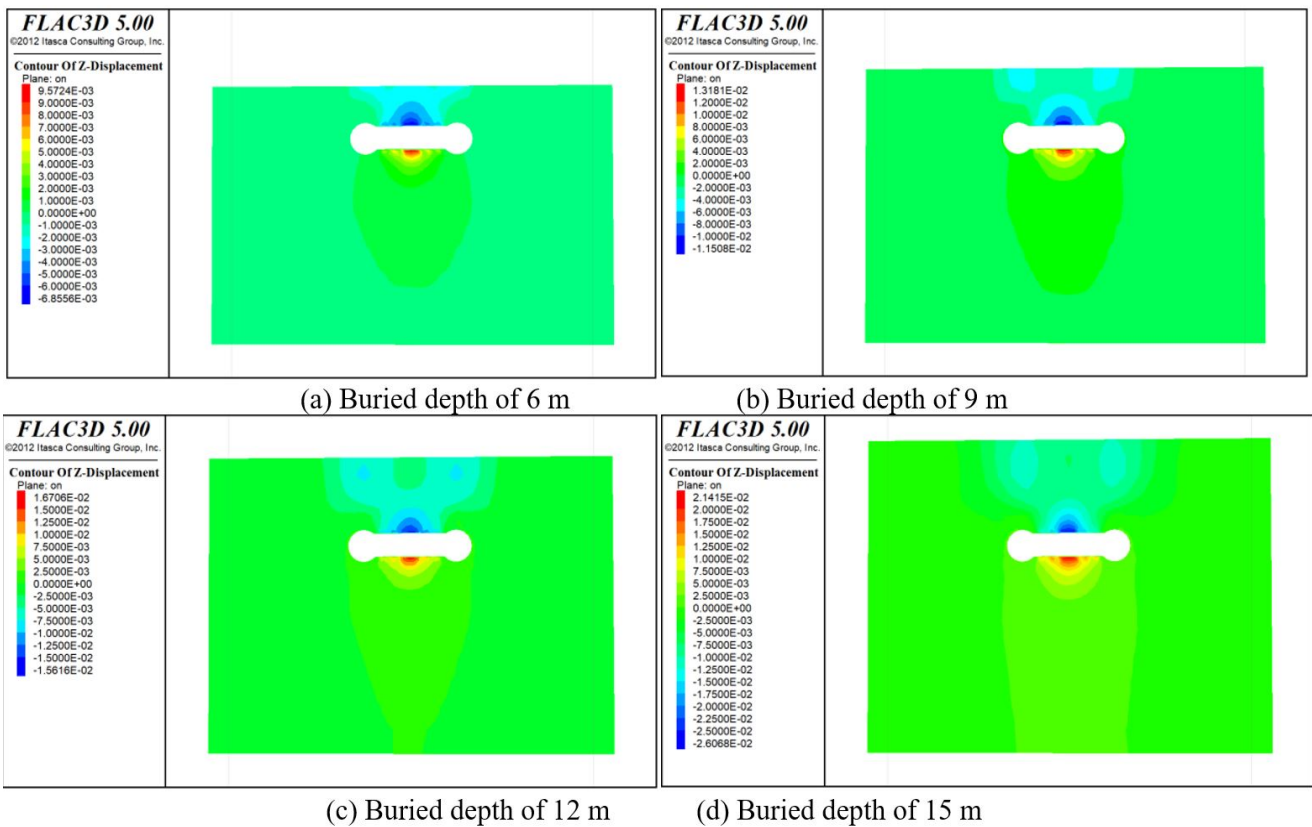 FLAC3D 5.00
©2012 Itasca Consulting Group, Inc.
Contour Of Z-Displacement
Plane: on
9.5724E-03
9.0000E-03
8.0000E-03
7.0000E-03
6.0000E-03
5.0000E-03
4.0000E-03
3.0000E-03
2.0000E-03
1.0000E-03
0.0000E+00
-1.0000E-03
-2.0000E-03
-3.0000E-03
-4.0000E-03
-5.0000E-03
-6.0000E-03
-6.8556E-03
(a) Buried depth of 6 m
FLAC3D 5.00
©2012 Itasca Consulting Group, Inc.
Contour Of Z-Displacement
Plane: on
1.3181E-02
1.2000E-02
1.0000E-02
8.0000E-03
6.0000E-03
4.0000E-03
2.0000E-03
0.0000E+00
-2.0000E-03
-4.0000E-03
-6.0000E-03
-8.0000E-03
-1.0000E-02
-1.1508E-02
(b) Buried depth of 9 m
FLAC3D 5.00
©2012 Itasca Consulting Group, Inc.
Contour Of Z-Displacement
Plane: on
1.6706E-02
1.5000E-02
1.2500E-02
1.0000E-02
7.5000E-03
5.0000E-03
2.5000E-03
0.0000E+00
-2.5000E-03
-5.0000E-03
-7.5000E-03
-1.0000E-02
-1.2500E-02
-1.5000E-02
-1.5616E-02
(c) Buried depth of 12 m
FLAC3D 5.00
©2012 Itasca Consulting Group, Inc.
Contour Of Z-Displacement
Plane: on
2.1415E-02
2.0000E-02
1.7500E-02
1.5000E-02
1.2500E-02
1.0000E-02
7.5000E-03
5.0000E-03
2.5000E-03
0.0000E+00
-2.5000E-03
-5.0000E-03
-7.5000E-03
-1.0000E-02
-1.2500E-02
-1.5000E-02
-1.7500E-02
-2.0000E-02
-2.2500E-02
-2.5000E-02
-2.6068E-02
(d) Buried depth of 15 m